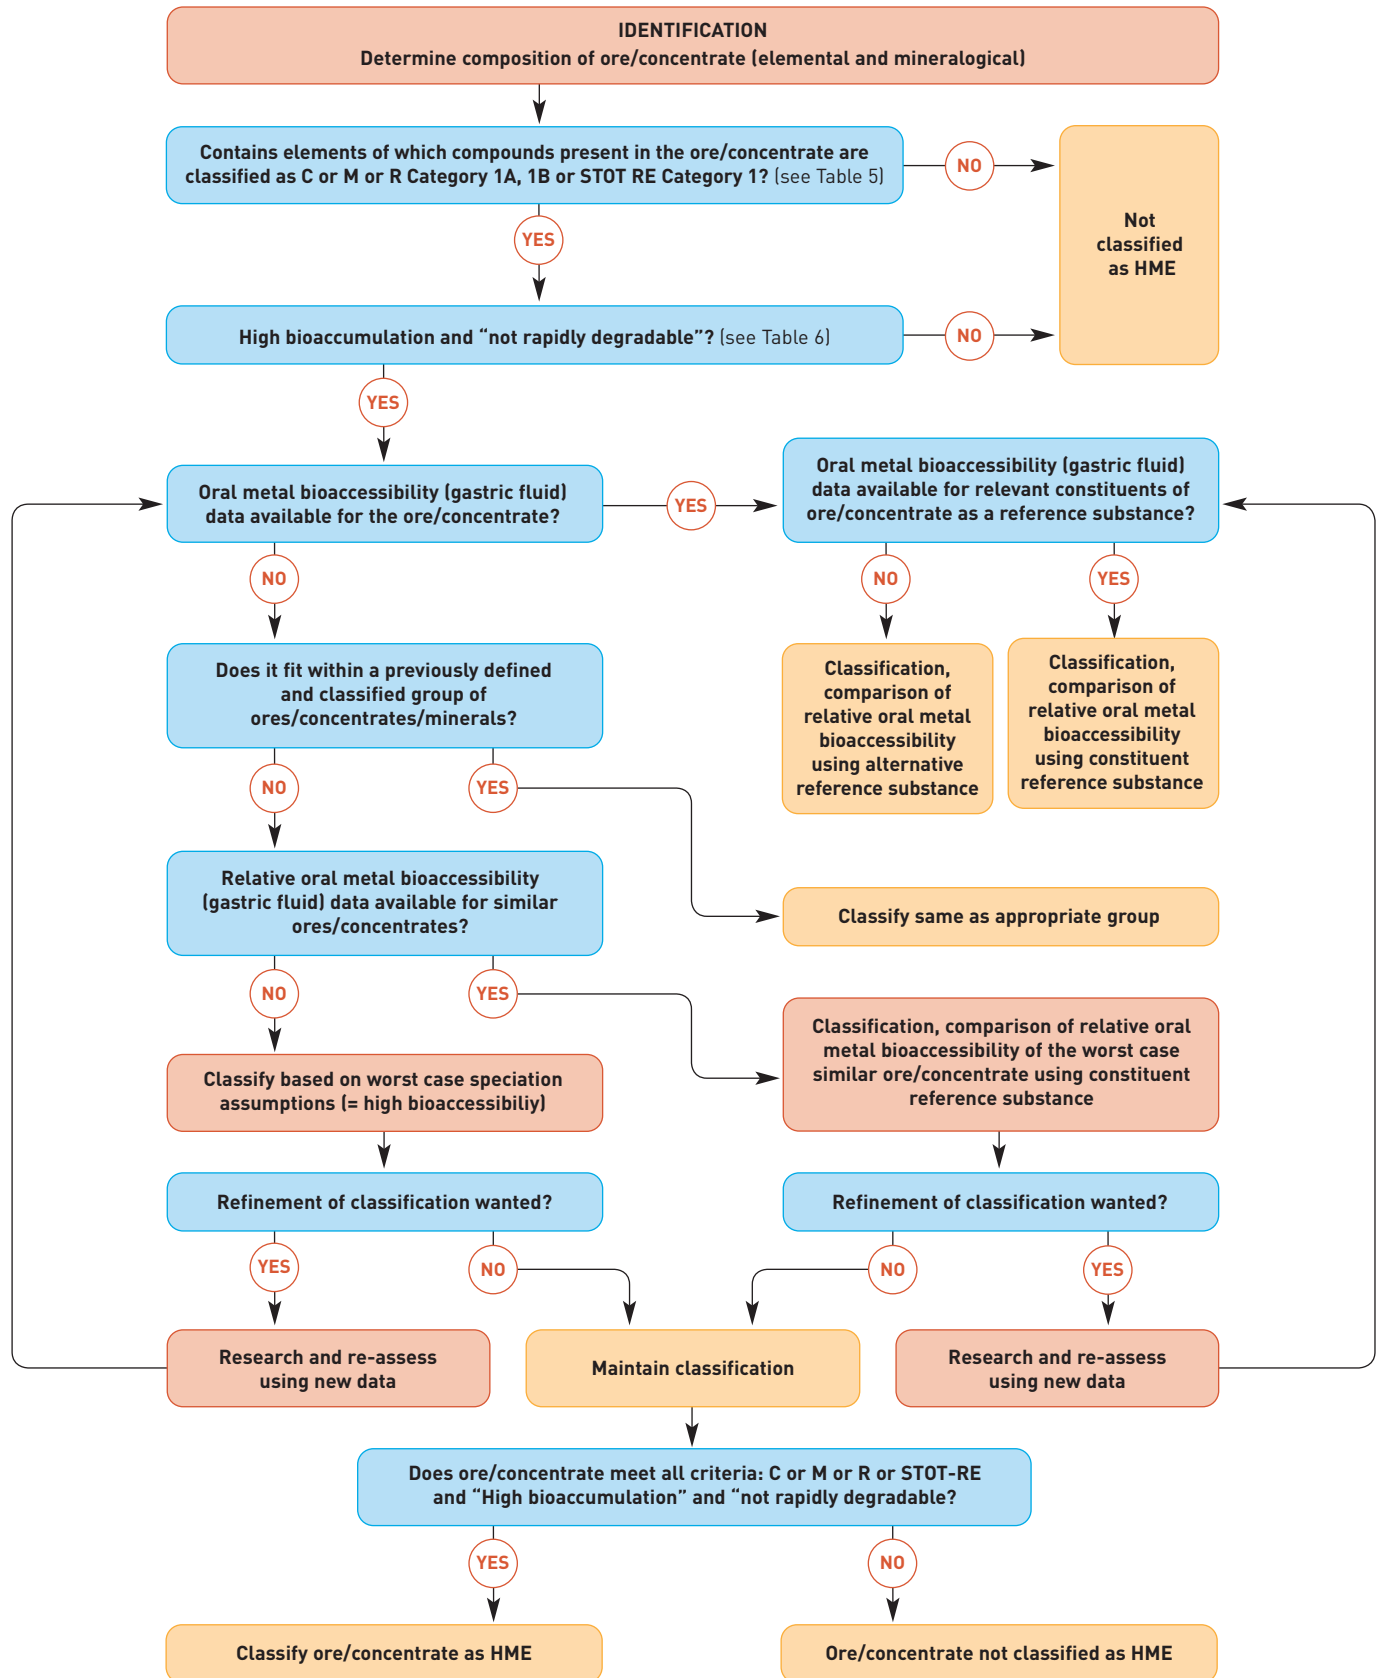 IDENTIFICATION
Determine composition of ore/concentrate (elemental and mineralogical)
Contains elements of which compounds present in the ore/concentrate are
classified as C or M or R Category 1A, 1B or STOT RE Category 1? (see Table 5)
NO
Not
classified
as HME
YES
High bioaccumulation and “not rapidly degradable”? (see Table 6)
NO
YES
Oral metal bioaccessibility (gastric fluid)
data available for the ore/concentrate?
YES
Oral metal bioaccessibility (gastric fluid)
data available for relevant constituents of
ore/concentrate as a reference substance?
NO
NO
YES
Does it fit within a previously defined
and classified group of
ores/concentrates/minerals?
Classification,
comparison of
relative oral metal
bioaccessibility
using alternative
reference substance
Classification,
comparison of
relative oral metal
bioaccessibility
using constituent
reference substance
NO
YES
Relative oral metal bioaccessibility
(gastric fluid) data available for similar
ores/concentrates?
Classify same as appropriate group
NO
YES
Classify based on worst case speciation
assumptions (= high bioaccessibiliy)
Classification, comparison of relative oral
metal bioaccessibility of the worst case
similar ore/concentrate using constituent
reference substance
Refinement of classification wanted?
Refinement of classification wanted?
YES
NO
NO
YES
Research and re-assess
using new data
Maintain classification
Research and re-assess
using new data
Does ore/concentrate meet all criteria: C or M or R or STOT-RE
and “High bioaccumulation” and “not rapidly degradable?
YES
NO
Classify ore/concentrate as HME
Ore/concentrate not classified as HME